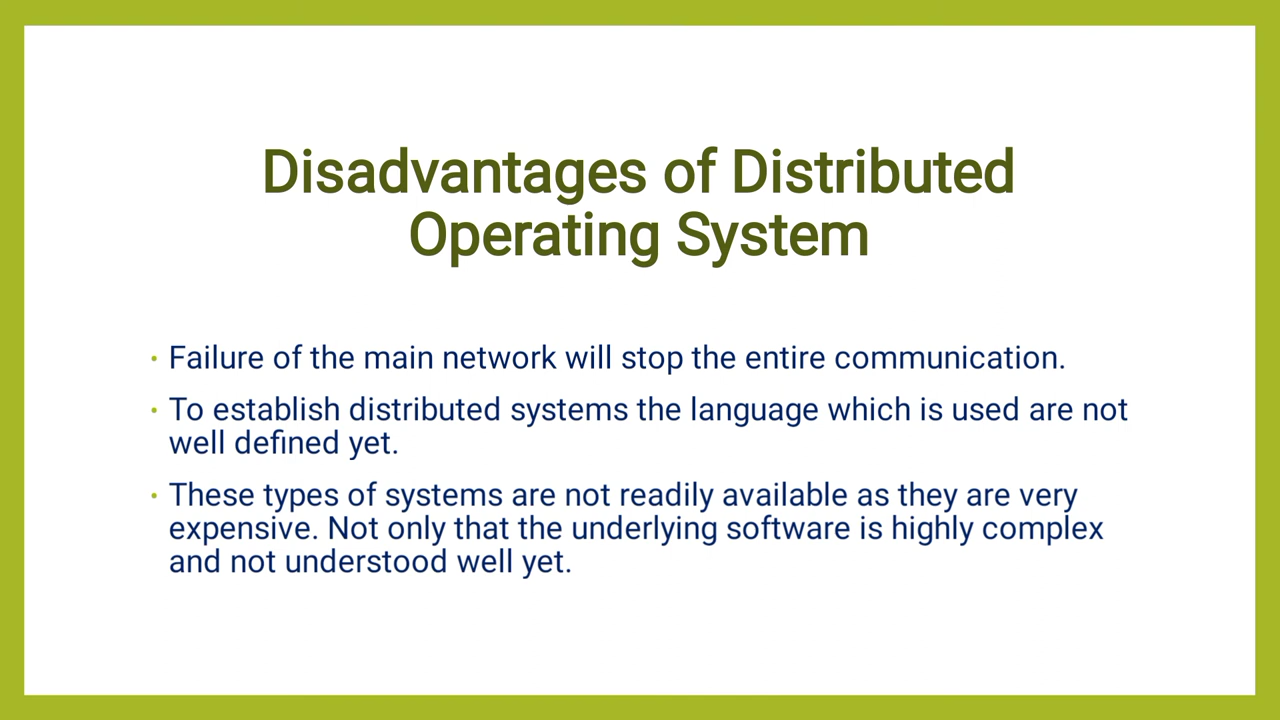 Disadvantages of Distributed
Operating System
• Failure of the main network will stop the entire communication.
• To establish distributed systems the language which is used are not
well defined yet.
• These types of systems are not readily available as they are very
expensive. Not only that the underlying software is highly complex
and not understood well yet.